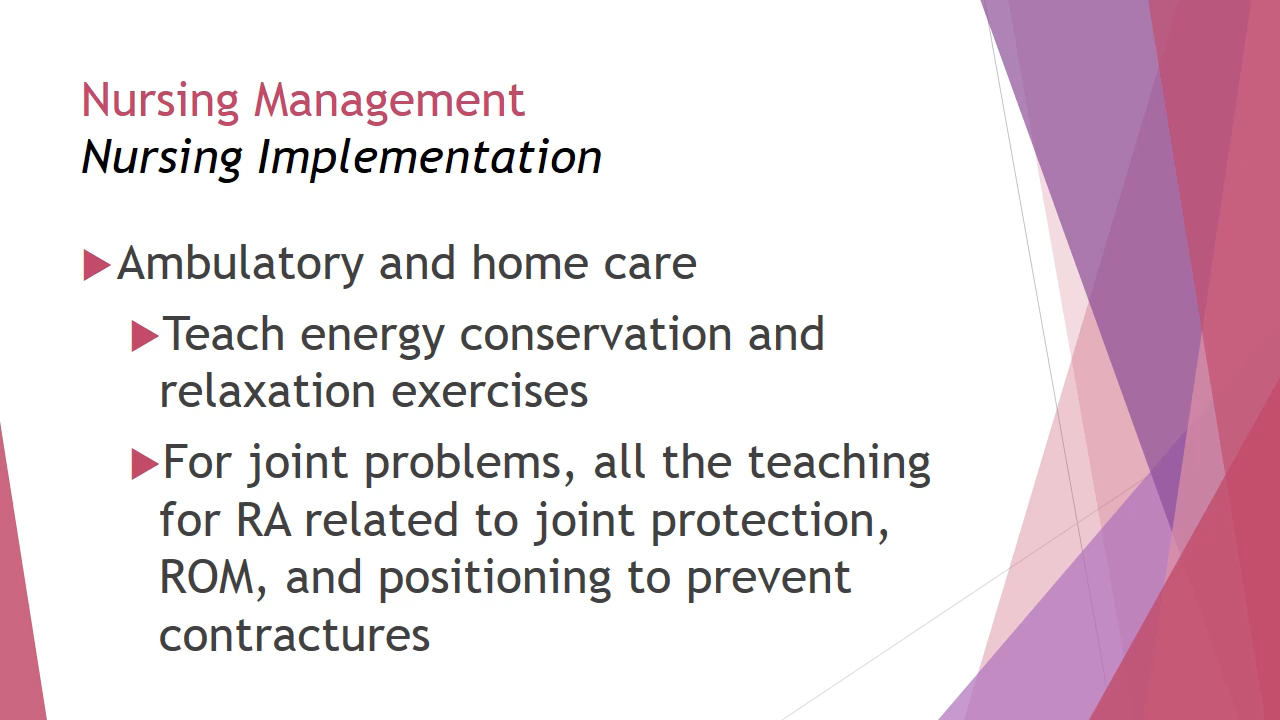 Nursing Management
Nursing Implementation
Ambulatory and home care
Teach energy conservation and
relaxation exercises
For joint problems, all the teaching
for RA related to joint protection,
ROM, and positioning to prevent
contractures